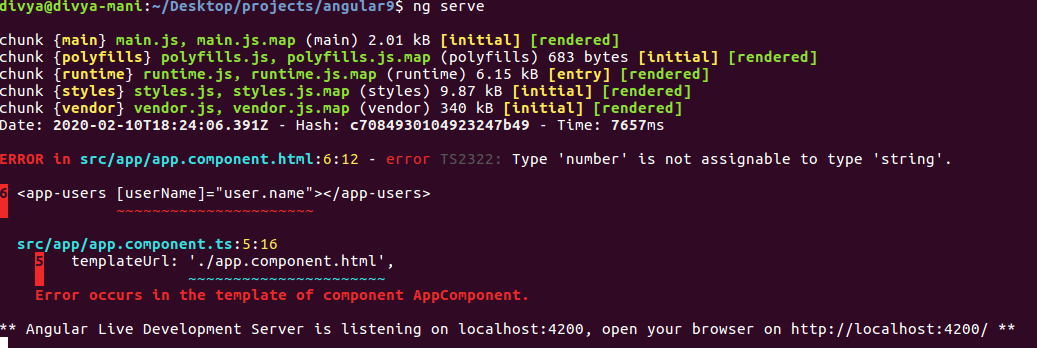 divya@divya-mani:~/Desktop/projects/angular9$ ng serve
chunk {main} main.js, main.js.map (main) 2.01 kB [initial] [rendered]
chunk {polyfills} polyfills.js, polyfills.js.map (polyfills) 683 bytes [initial] [rendered]
chunk {runtime} runtime.js, runtime.js.map (runtime) 6.15 kB [entry] [rendered]
chunk {styles} styles.js, styles.js.map (styles) 9.87 kB [initial] [rendered]
chunk {vendor} vendor.js, vendor.js.map (vendor) 340 kB [initial] [rendered]
Date: 2020-02-10T18:24:06.391Z - Hash: c7084930104923247b49 - Time: 7657ms
ERROR in src/app/app.component.html:6:12 - error TS2322: Type 'number' is not assignable to type 'string'.
6 <app-users [userName]="user.name"></app-users>
~~~~~~~~~~~~~~~~~~~~~~
src/app/app.component.ts:5:16
5 templateUrl: './app.component.html',
~~~~~~~~~~~~~~~~~~~~~~
Error occurs in the template of component AppComponent.
** Angular Live Development Server is listening on localhost:4200, open your browser on http://localhost:4200/ **